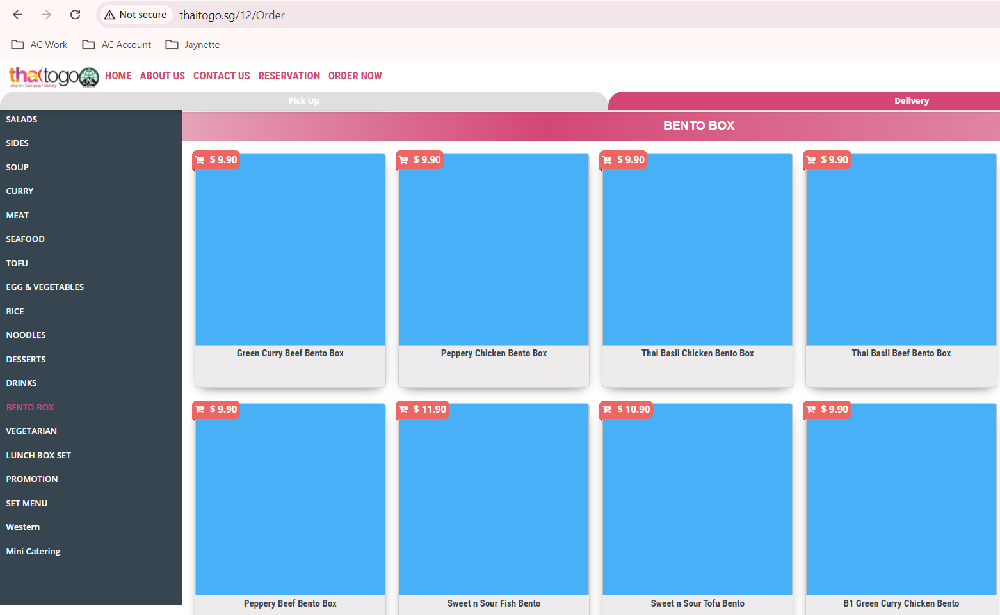 Not secure thaitogo.sg/12/Order
AC Work AC Account Jaynette
thaitogo HOME ABOUT US CONTACT US RESERVATION ORDER NOW
Dine-in • Take-away • Delivery
Pick Up Delivery
SALADS
SIDES
SOUP
CURRY
MEAT
SEAFOOD
TOFU
EGG & VEGETABLES
RICE
NOODLES
DESSERTS
DRINKS
BENTO BOX
VEGETARIAN
LUNCH BOX SET
PROMOTION
SET MENU
Western
Mini Catering
BENTO BOX
$ 9.90 $ 9.90 $ 9.90 $ 9.90
Green Curry Beef Bento Box Peppery Chicken Bento Box Thai Basil Chicken Bento Box Thai Basil Beef Bento Box
$ 9.90 $ 11.90 $ 10.90 $ 9.90
Peppery Beef Bento Box Sweet n Sour Fish Bento Sweet n Sour Tofu Bento B1 Green Curry Chicken Bento